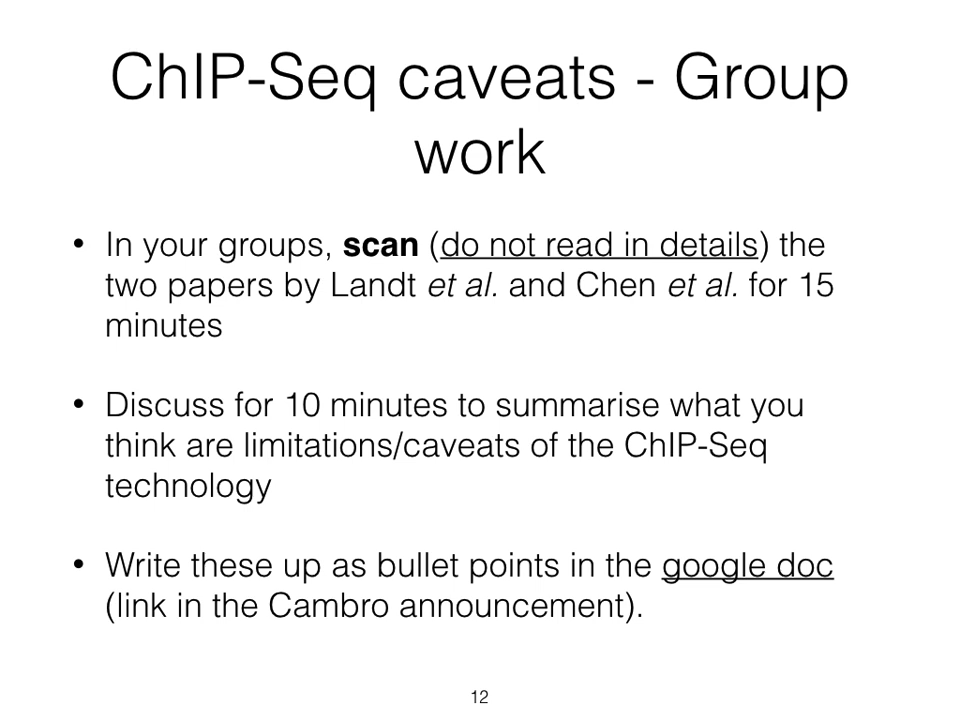 ChIP-Seq caveats - Group
work
• In your groups, scan (do not read in details) the
two papers by Landt et al. and Chen et al. for 15
minutes
• Discuss for 10 minutes to summarise what you
think are limitations/caveats of the ChIP-Seq
technology
• Write these up as bullet points in the google doc
(link in the Cambro announcement).
12